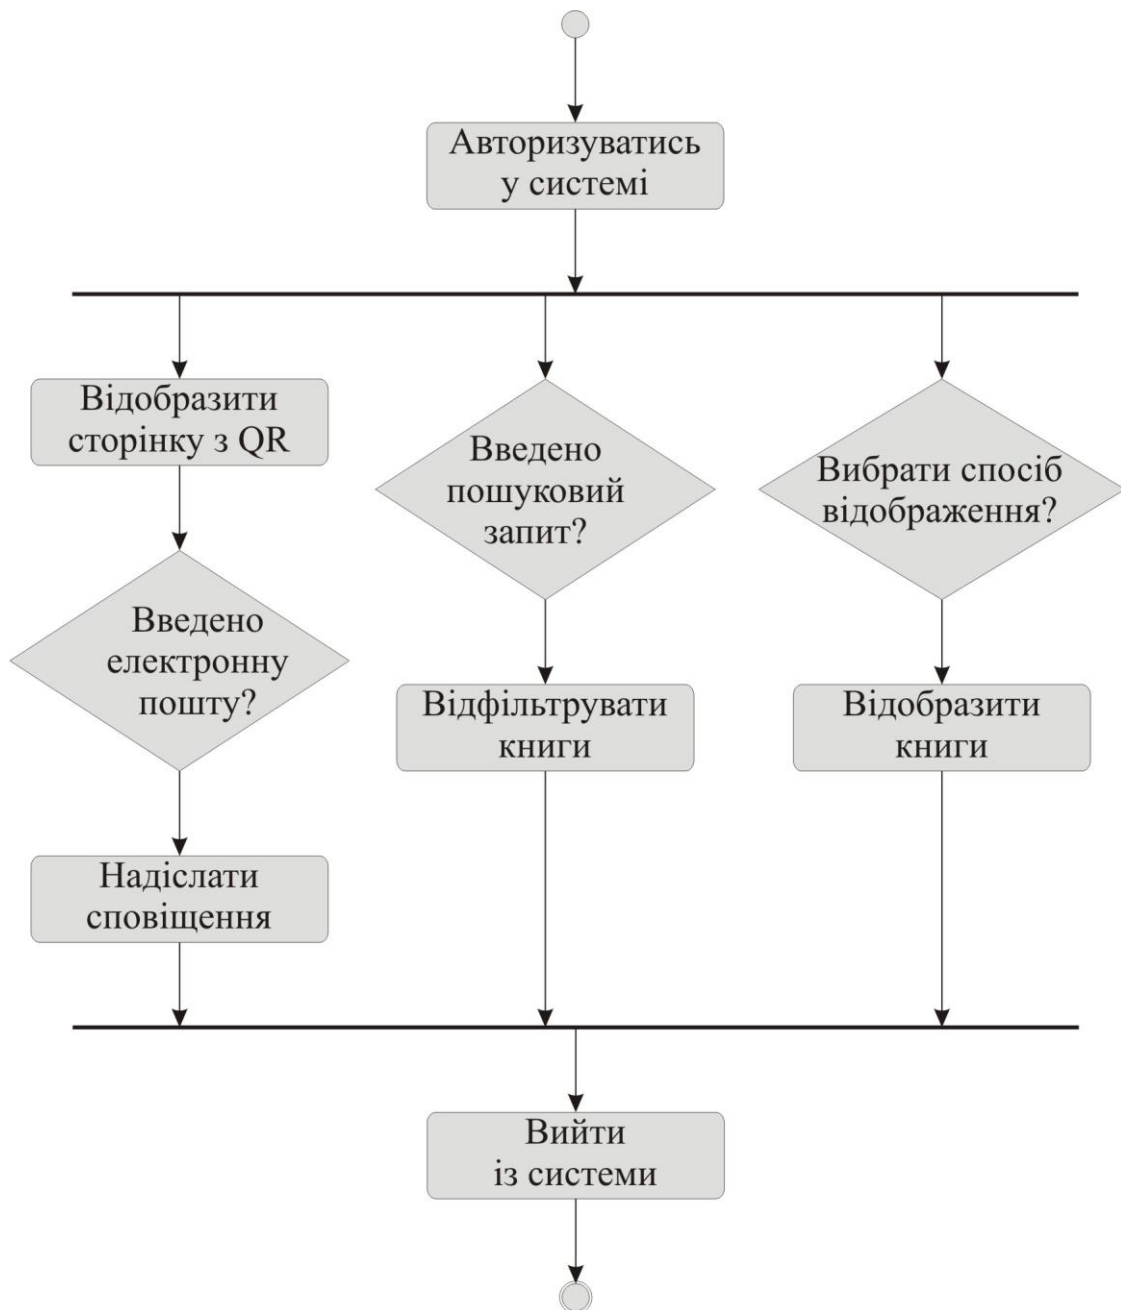 Авторизуватись
у системі
Відобразити
сторінку з QR
Введено
електронну
пошту?
Надіслати
сповіщення
Введено
пошуковий
запит?
Відфільтрувати
книги
Вибрати спосіб
відображення?
Відобразити
книги
Вийти
із системи